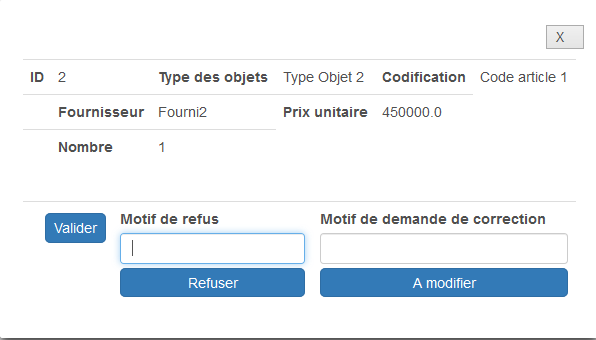 X
ID 2 Type des objets Type Objet 2 Codification Code article 1
Fournisseur Fourni2 Prix unitaire 450000.0
Nombre 1
Valider Motif de refus Motif de demande de correction
Refuser A modifier